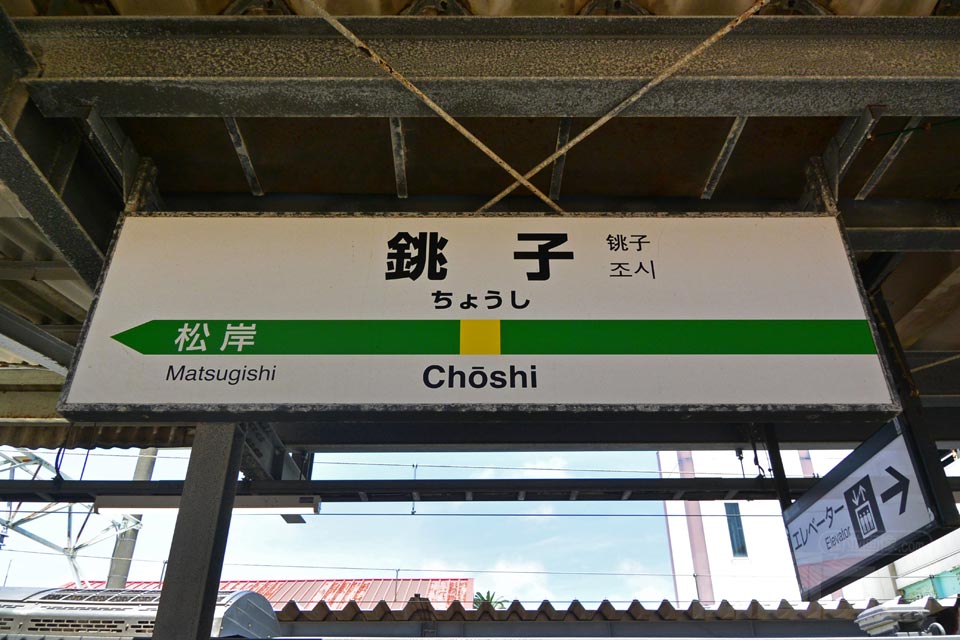 銚子
铫子
조시
ちょうし
松岸
Matsugishi
Chōshi
エレベーター
Elevator